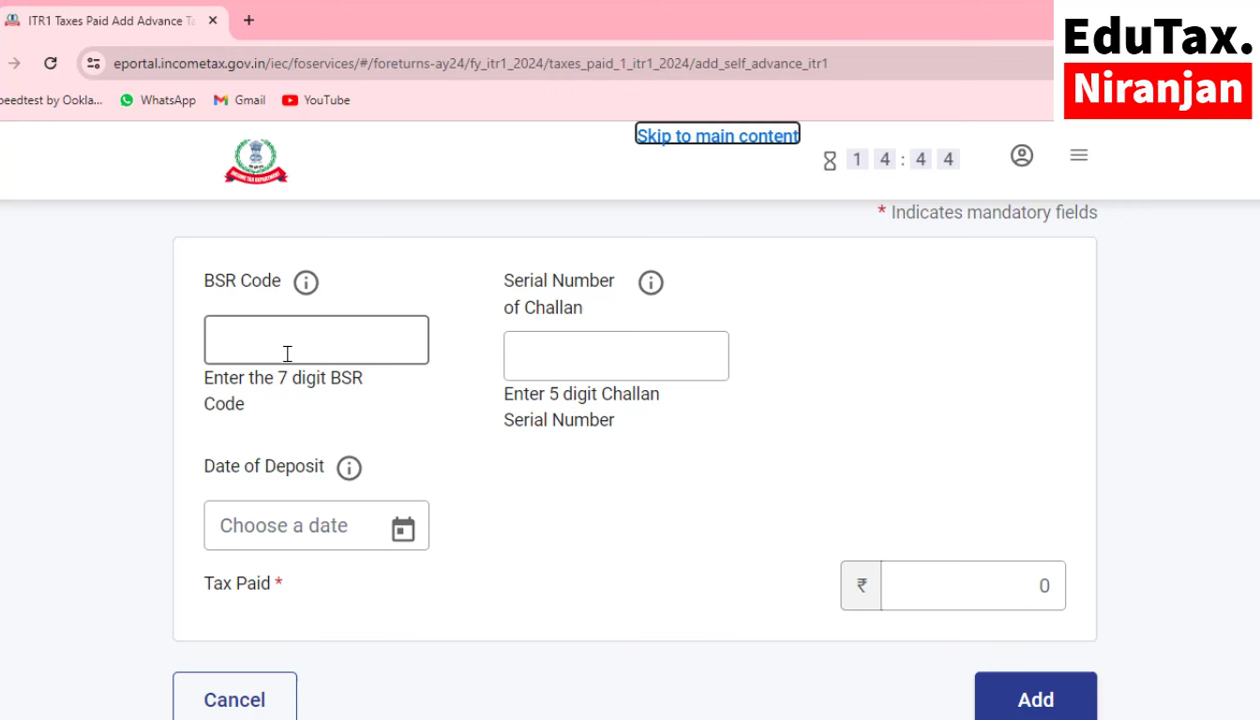 ITR1 Taxes Paid Add Advance Ta
EduTax.
Niranjan
eportal.incometax.gov.in/iec/foservices/#/foreturns-ay24/fy_itr1_2024/taxes_paid_1_itr1_2024/add_self_advance_itr1
peedtest by Ookla... WhatsApp Gmail YouTube
Skip to main content
1 4 : 4 4
* Indicates mandatory fields
BSR Code
Enter the 7 digit BSR
Code
Serial Number
of Challan
Enter 5 digit Challan
Serial Number
Date of Deposit
Choose a date
Tax Paid *
₹ 0
Cancel
Add